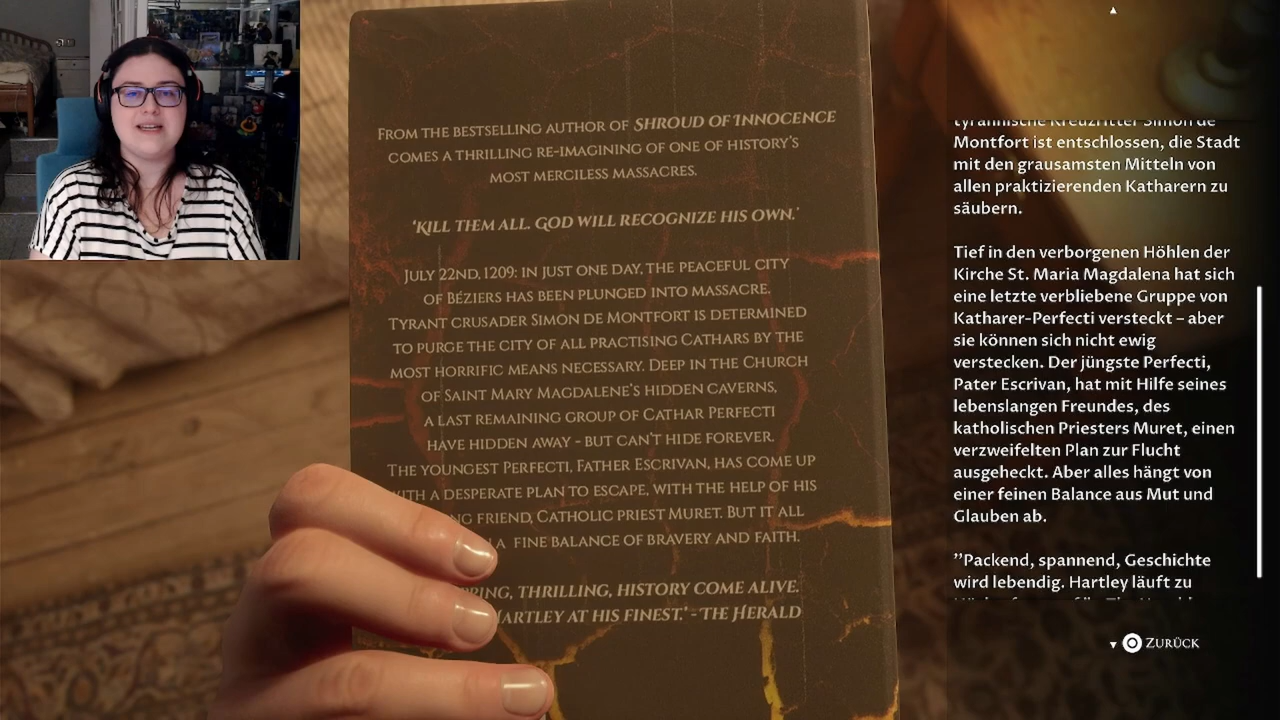 FROM THE BESTSELLING AUTHOR OF SHROUD OF INNOCENCE
COMES A THRILLING RE-IMAGINING OF ONE OF HISTORY'S
MOST MERCILESS MASSACRES.
'KILL THEM ALL. GOD WILL RECOGNIZE HIS OWN.'
JULY 22ND, 1209: IN JUST ONE DAY, THE PEACEFUL CITY
OF BÉZIERS HAS BEEN PLUNGED INTO MASSACRE.
TYRANT CRUSADER SIMON DE MONTFORT IS DETERMINED
TO PURGE THE CITY OF ALL PRACTISING CATHARS BY THE
MOST HORRIFIC MEANS NECESSARY. DEEP IN THE CHURCH
OF SAINT MARY MAGDALENE'S HIDDEN CAVERNS,
A LAST REMAINING GROUP OF CATHAR PERFECTI
HAVE HIDDEN AWAY - BUT CAN'T HIDE FOREVER.
THE YOUNGEST PERFECTI, FATHER ESCRIVAN, HAS COME UP
WITH A DESPERATE PLAN TO ESCAPE, WITH THE HELP OF HIS
FRIEND, CATHOLIC PRIEST MURET. BUT IT ALL
A FINE BALANCE OF BRAVERY AND FAITH.
THRILLING, HISTORY COME ALIVE.
HARTLEY AT HIS FINEST.' - THE HERALD
tyrannische Kreuzritter Simon de
Montfort ist entschlossen, die Stadt
mit den grausamsten Mitteln von
allen praktizierenden Katharern zu
säubern.
Tief in den verborgenen Höhlen der
Kirche St. Maria Magdalena hat sich
eine letzte verbliebene Gruppe von
Katharer-Perfecti versteckt – aber
sie können sich nicht ewig
verstecken. Der jüngste Perfecti,
Pater Escrivan, hat mit Hilfe seines
lebenslangen Freundes, des
katholischen Priesters Muret, einen
verzweifelten Plan zur Flucht
ausgeheckt. Aber alles hängt von
einer feinen Balance aus Mut und
Glauben ab.
"Packend, spannend, Geschichte
wird lebendig. Hartley läuft zu
ZURÜCK